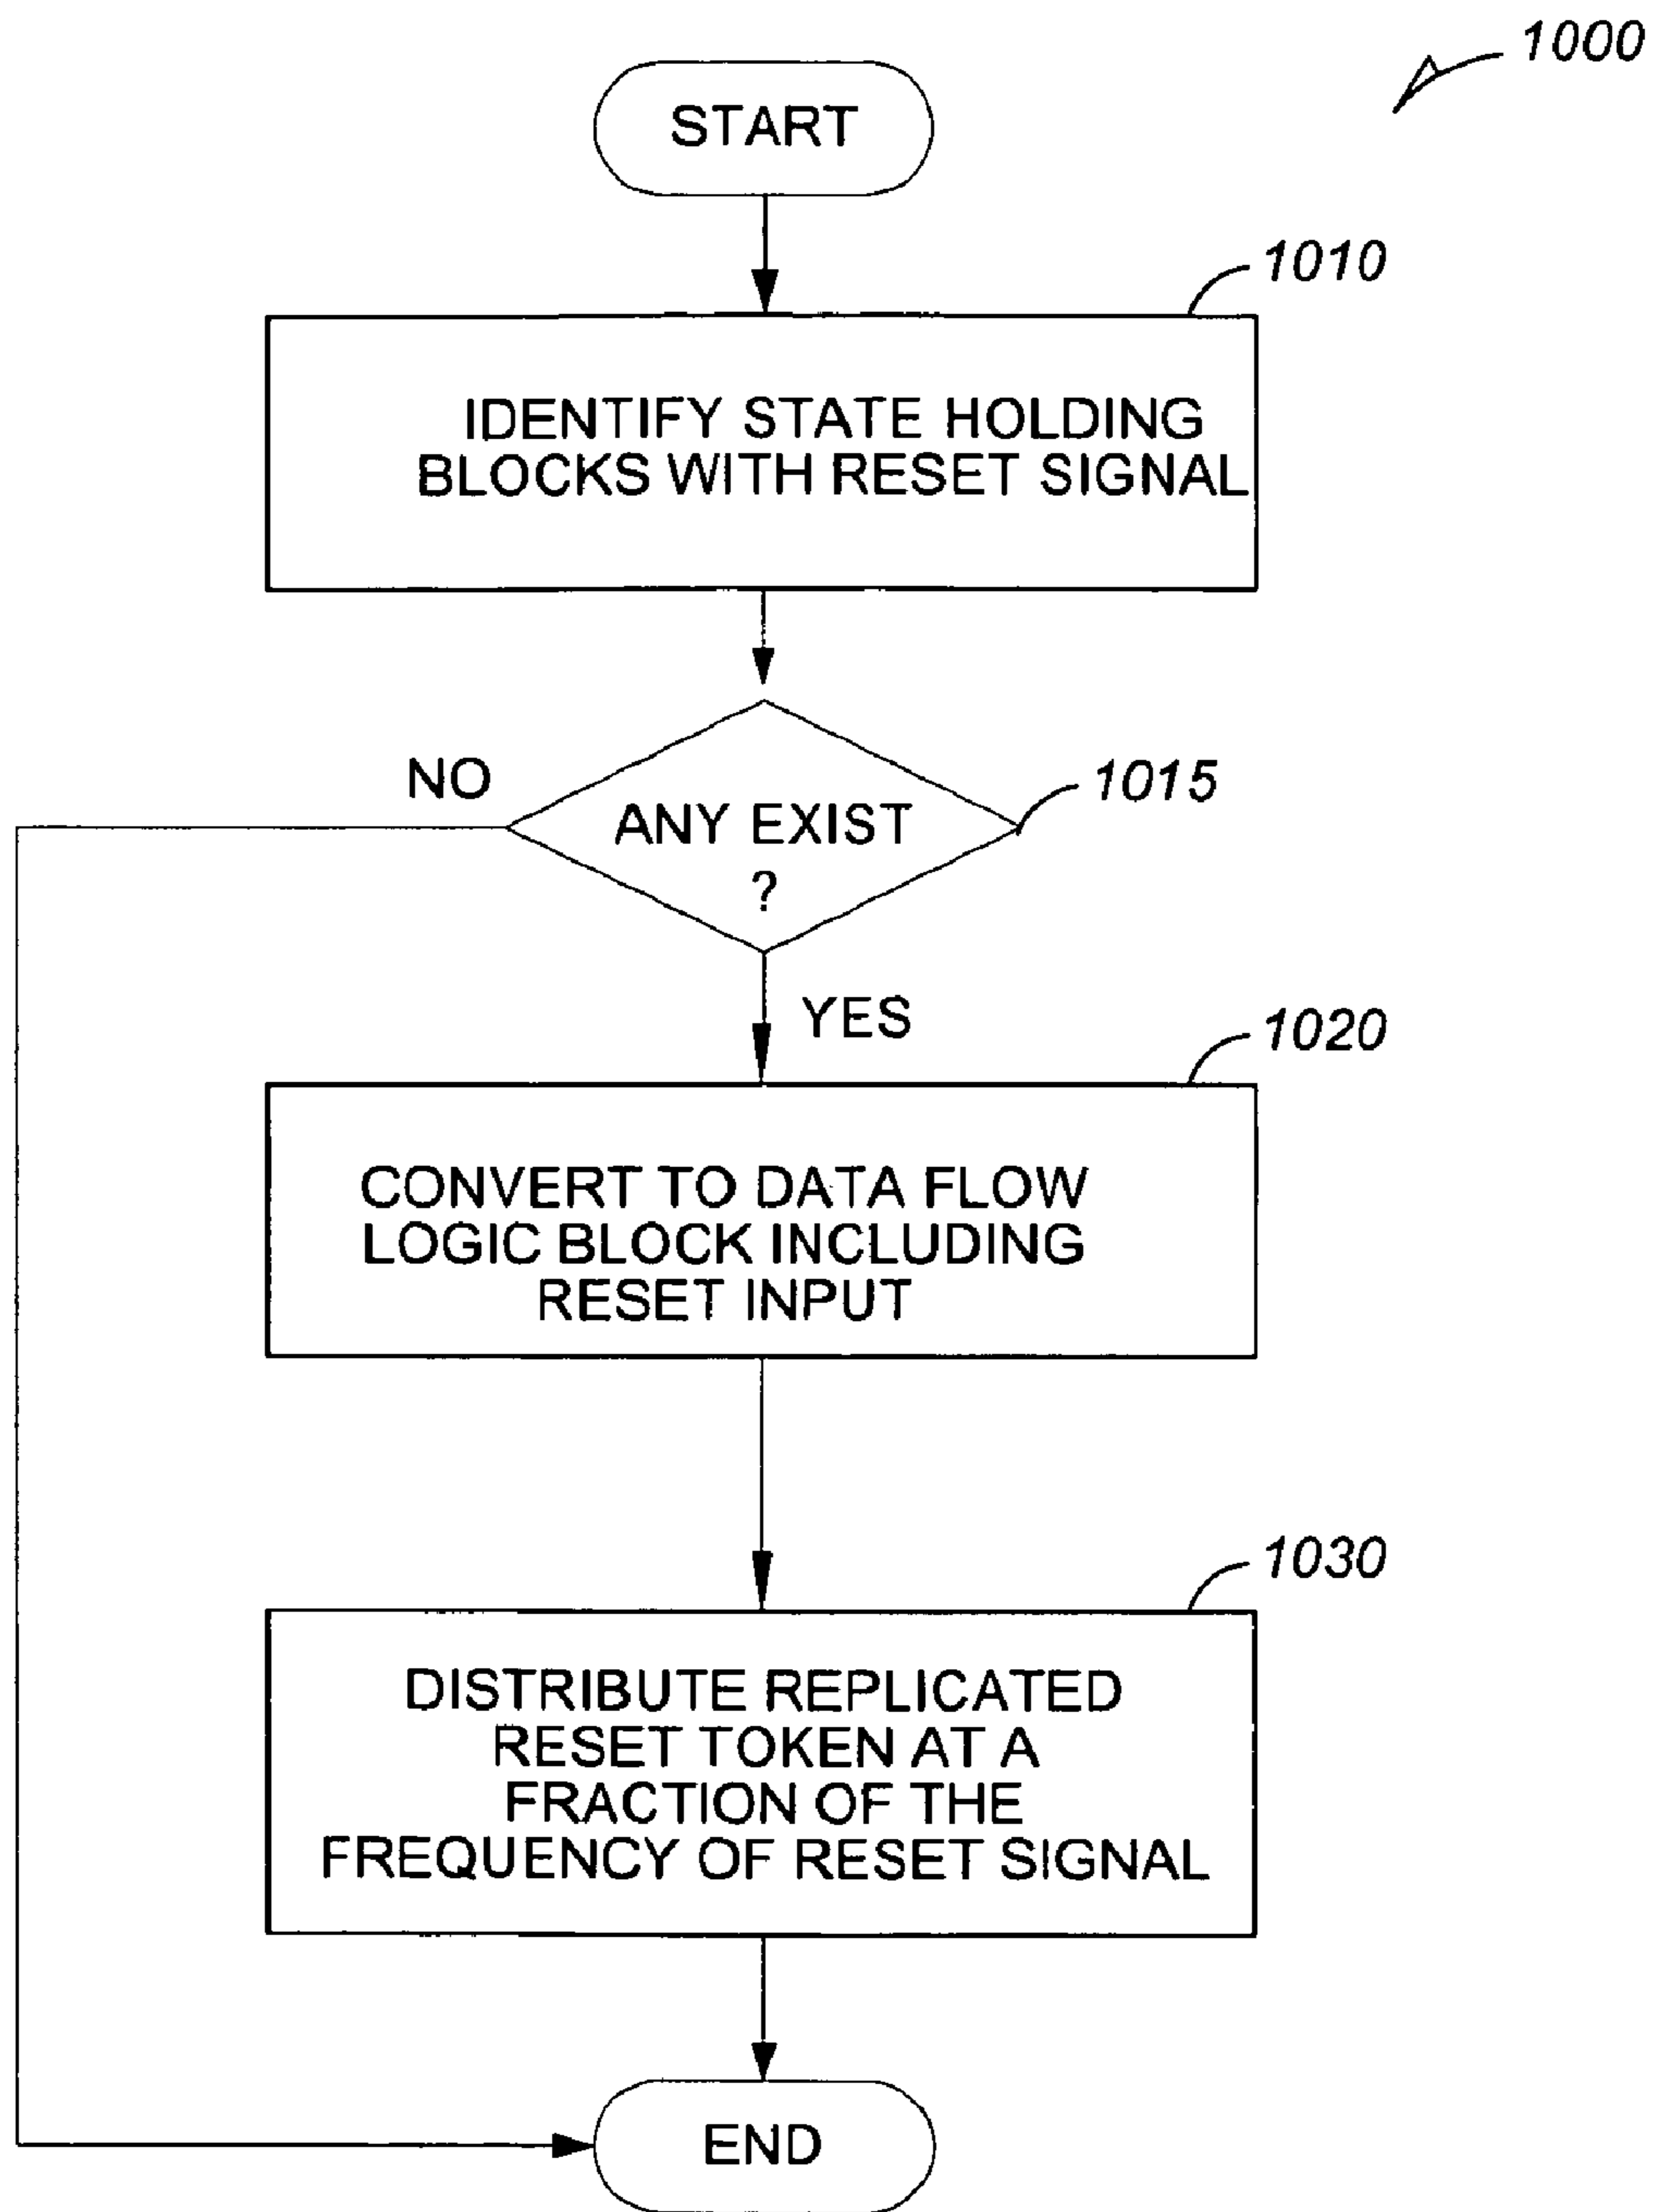 1000
START
1010
IDENTIFY STATE HOLDING
BLOCKS WITH RESET SIGNAL
NO
ANY EXIST
?
1015
YES
1020
CONVERT TO DATA FLOW
LOGIC BLOCK INCLUDING
RESET INPUT
1030
DISTRIBUTE REPLICATED
RESET TOKEN AT A
FRACTION OF THE
FREQUENCY OF RESET SIGNAL
END